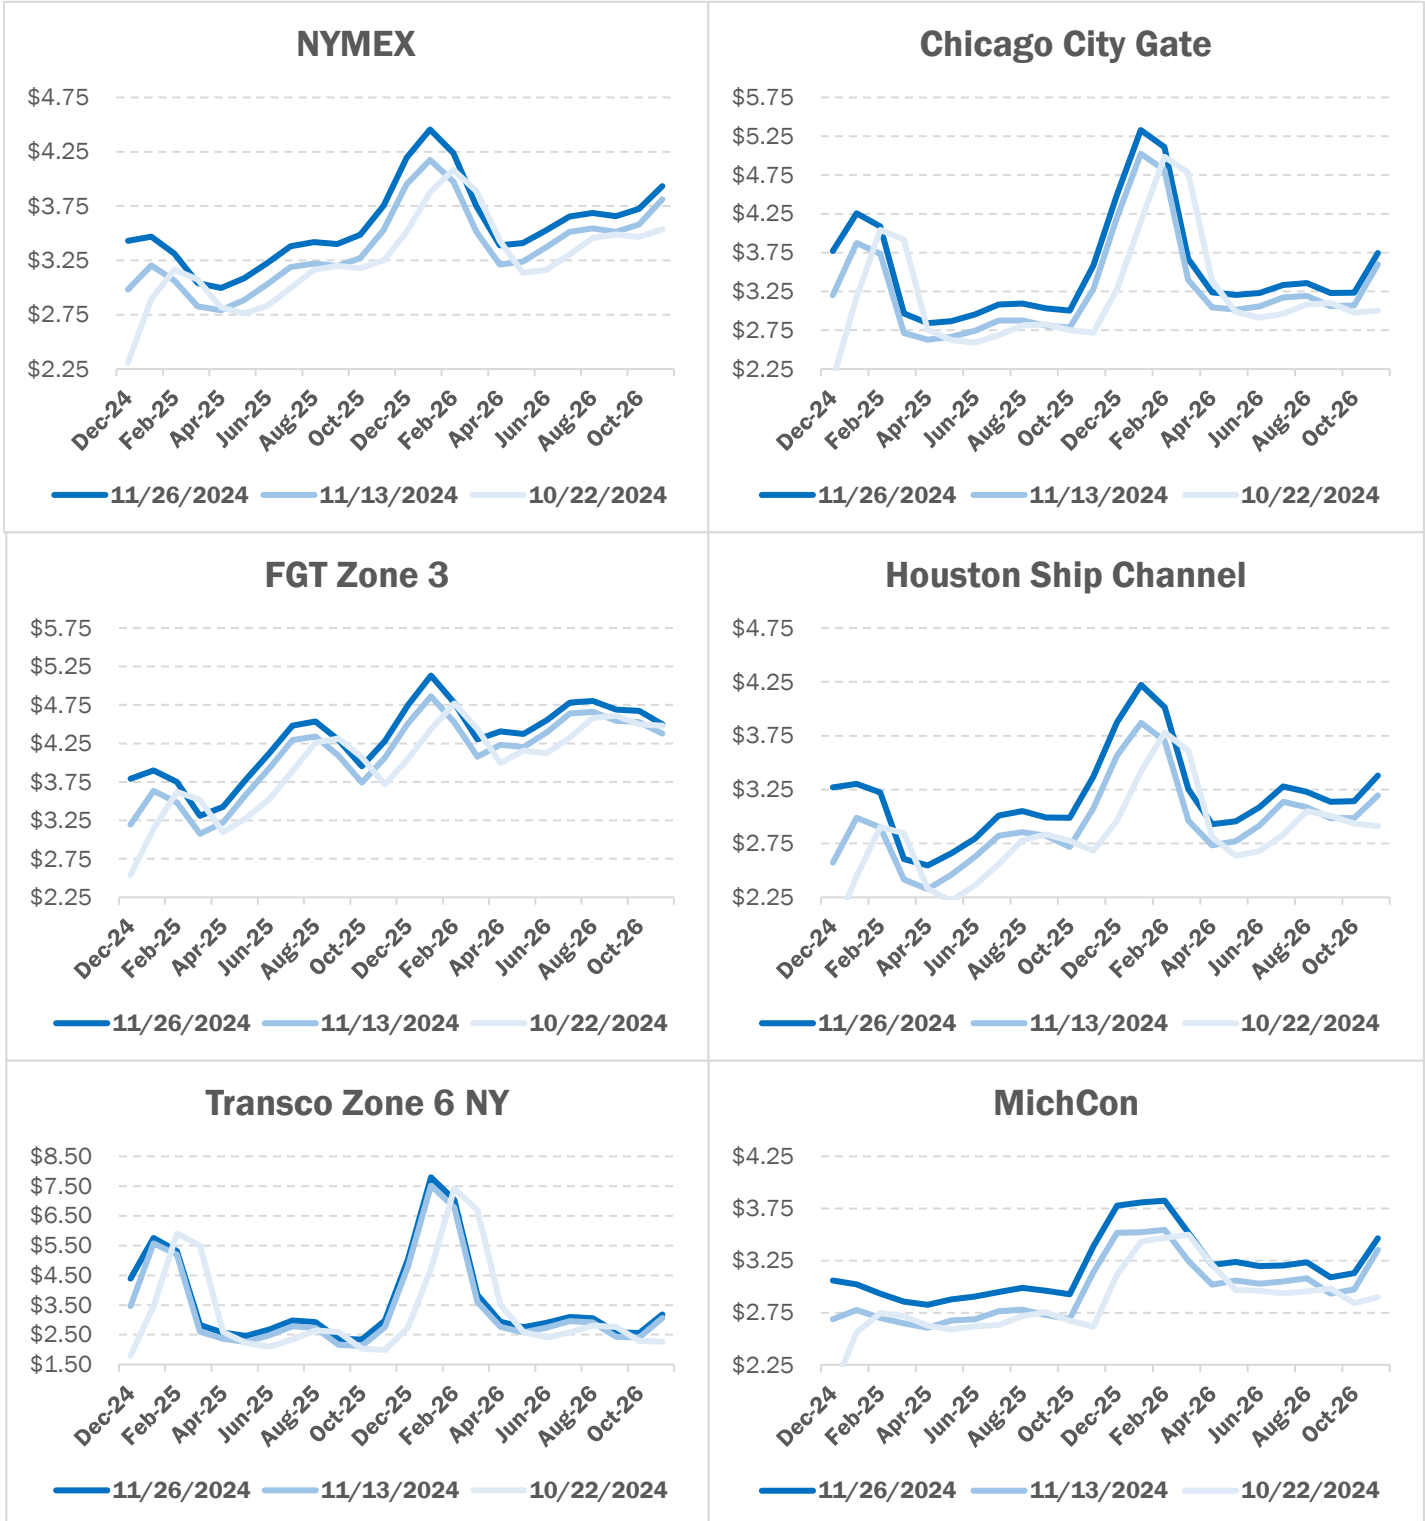 NYMEX
$4.75
$4.25
$3.75
$3.25
$2.75
$2.25
Dec-24 Feb-25 Apr-25 Jun-25 Aug-25 Oct-25 Dec-25 Feb-26 Apr-26 Jun-26 Aug-26 Oct-26
11/26/2024 11/13/2024 10/22/2024
Chicago City Gate
$5.75
$5.25
$4.75
$4.25
$3.75
$3.25
$2.75
$2.25
Dec-24 Feb-25 Apr-25 Jun-25 Aug-25 Oct-25 Dec-25 Feb-26 Apr-26 Jun-26 Aug-26 Oct-26
11/26/2024 11/13/2024 10/22/2024
FGT Zone 3
$5.75
$5.25
$4.75
$4.25
$3.75
$3.25
$2.75
$2.25
Dec-24 Feb-25 Apr-25 Jun-25 Aug-25 Oct-25 Dec-25 Feb-26 Apr-26 Jun-26 Aug-26 Oct-26
11/26/2024 11/13/2024 10/22/2024
Houston Ship Channel
$4.75
$4.25
$3.75
$3.25
$2.75
$2.25
Dec-24 Feb-25 Apr-25 Jun-25 Aug-25 Oct-25 Dec-25 Feb-26 Apr-26 Jun-26 Aug-26 Oct-26
11/26/2024 11/13/2024 10/22/2024
Transco Zone 6 NY
$8.50
$7.50
$6.50
$5.50
$4.50
$3.50
$2.50
$1.50
Dec-24 Feb-25 Apr-25 Jun-25 Aug-25 Oct-25 Dec-25 Feb-26 Apr-26 Jun-26 Aug-26 Oct-26
11/26/2024 11/13/2024 10/22/2024
MichCon
$4.25
$3.75
$3.25
$2.75
$2.25
Dec-24 Feb-25 Apr-25 Jun-25 Aug-25 Oct-25 Dec-25 Feb-26 Apr-26 Jun-26 Aug-26 Oct-26
11/26/2024 11/13/2024 10/22/2024